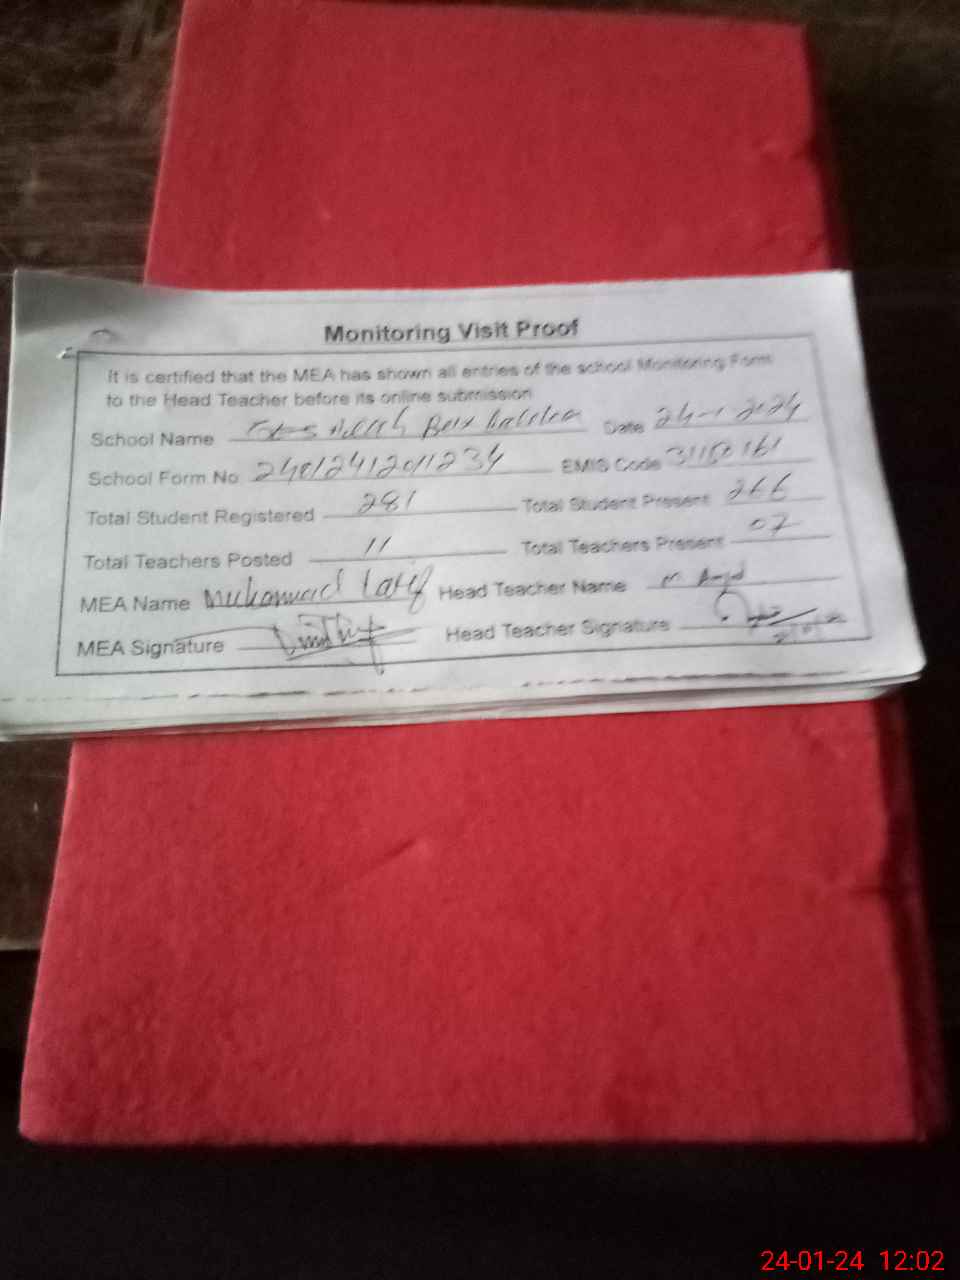 Monitoring Visit Proof
It is certified that the MEA has shown all entries of the school Monitoring Form
to the Head Teacher before its online submission
School Name Date 24-1-2024
School Form No 24012412011234 EMIS Code 31150161
Total Student Registered 281 Total Student Present 266
Total Teachers Posted 11 Total Teachers Present 07
MEA Name Muhammad Latif Head Teacher Name
MEA Signature Head Teacher Signature
24-01-24 12:02